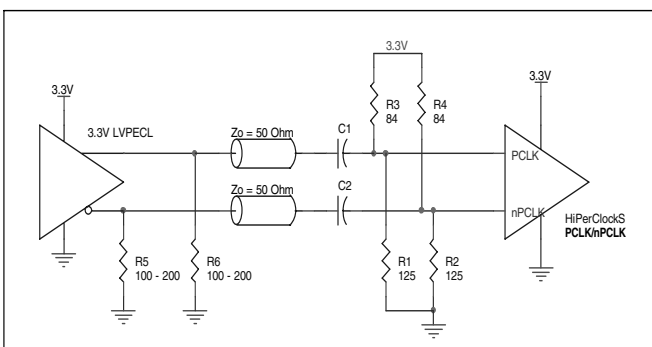 3.3V
3.3V
3.3V
3.3V LVPECL
R3
84
R4
84
Zo = 50 Ohm
C1
PCLK
Zo = 50 Ohm
C2
nPCLK
HiPerClockS
PCLK/nPCLK
R5
100 - 200
R6
100 - 200
R1
125
R2
125